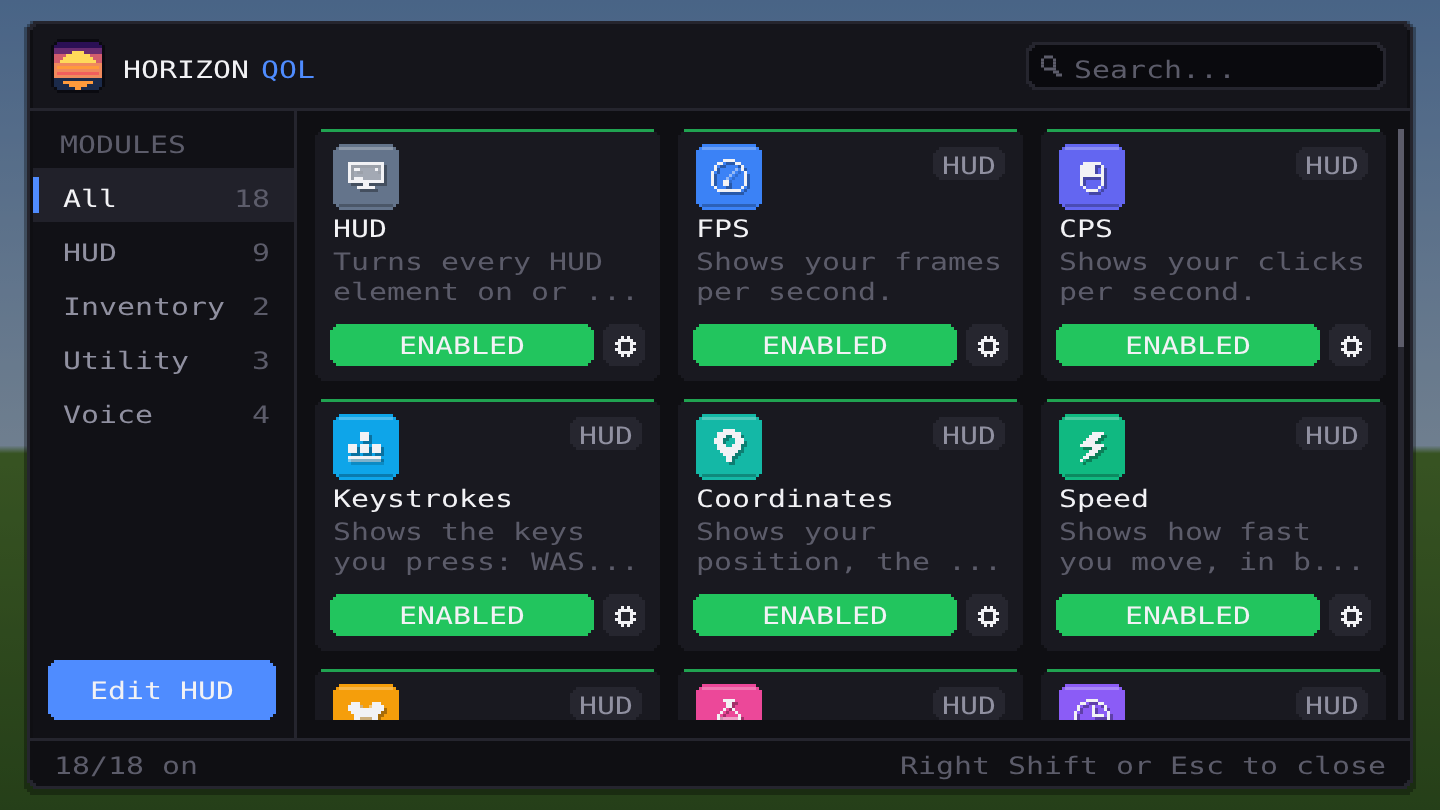 HORIZON QOL
Search...
MODULES
All 18
HUD 9
Inventory 2
Utility 3
Voice 4
Edit HUD
HUD
Turns every HUD
element on or ...
ENABLED
HUD
FPS
Shows your frames
per second.
ENABLED
HUD
CPS
Shows your clicks
per second.
ENABLED
HUD
Keystrokes
Shows the keys
you press: WAS...
ENABLED
HUD
Coordinates
Shows your
position, the ...
ENABLED
HUD
Speed
Shows how fast
you move, in b...
ENABLED
HUD
HUD
HUD
18/18 on
Right Shift or Esc to close